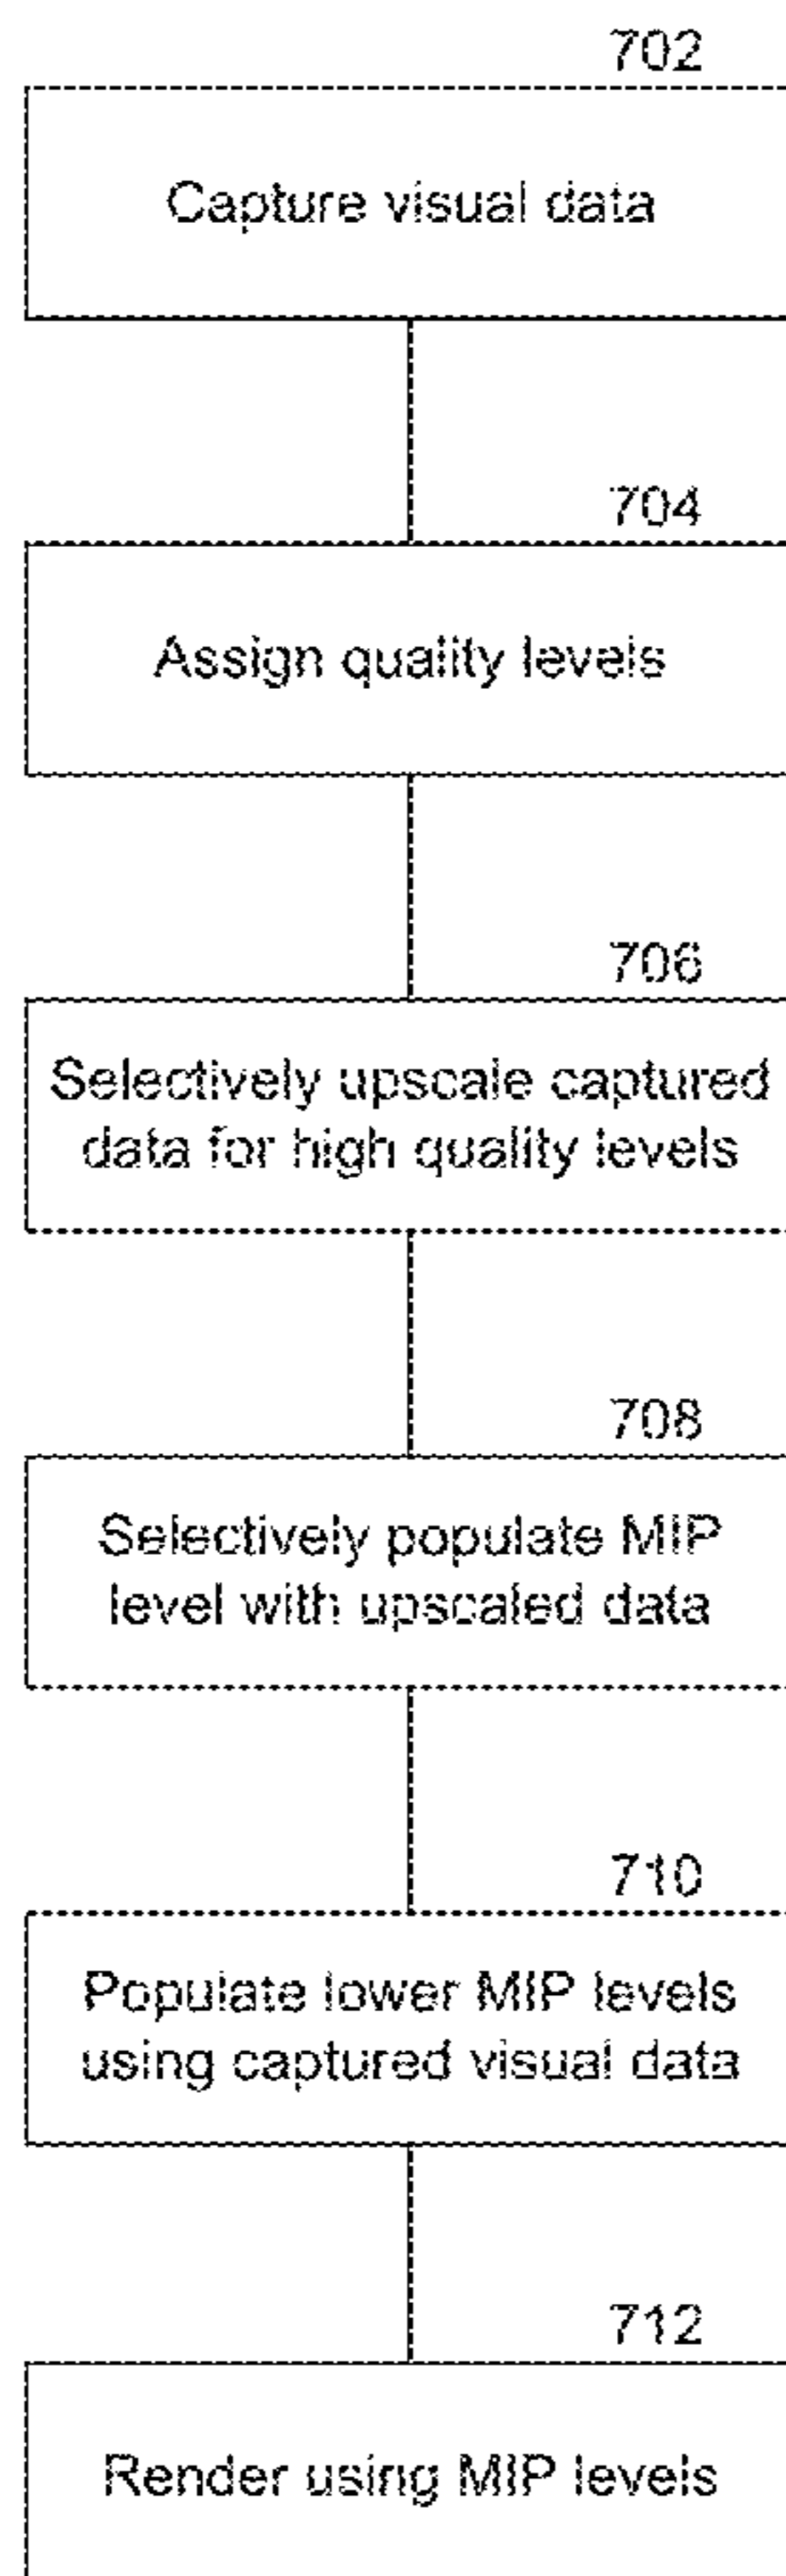 702
Capture visual data
704
Assign quality levels
706
Selectively upscale captured
data for high quality levels
708
Selectively populate MIP
level with upscaled data
710
Populate lower MIP levels
using captured visual data
712
Render using MIP levels